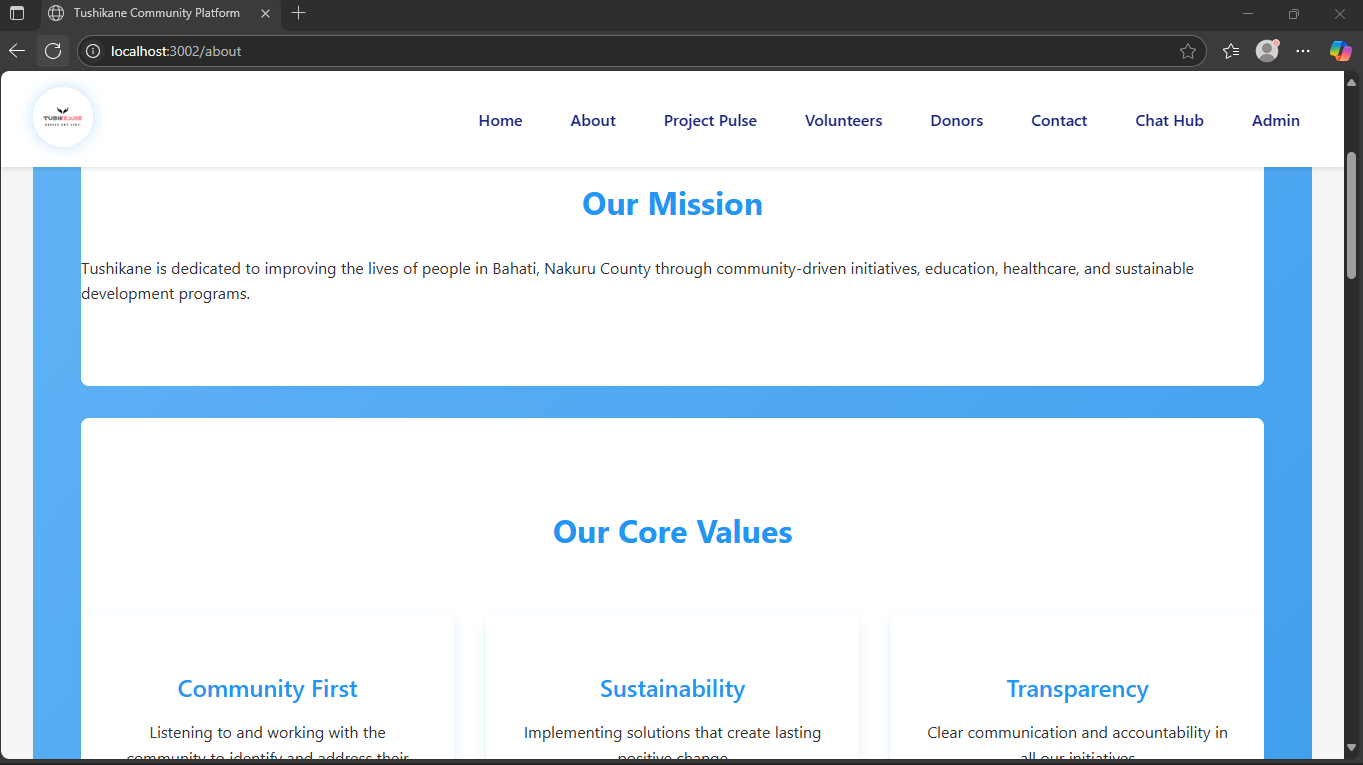 Tushikane Community Platform
localhost:3002/about
TUSHIKANE
Home About Project Pulse Volunteers Donors Contact Chat Hub Admin
Our Mission
Tushikane is dedicated to improving the lives of people in Bahati, Nakuru County through community-driven initiatives, education, healthcare, and sustainable
development programs.
Our Core Values
Community First
Listening to and working with the
community to identify and address their
Sustainability
Implementing solutions that create lasting
positive change
Transparency
Clear communication and accountability in
all our initiatives